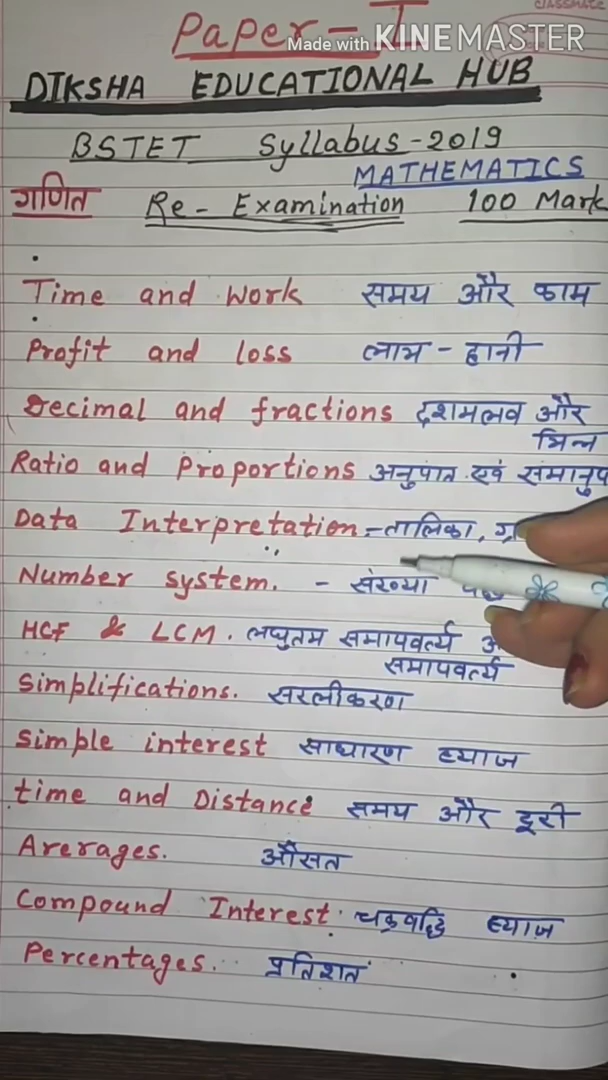 classmate
Paper - I
Made with KINEMASTER
DIKSHA EDUCATIONAL HUB
BSTET Syllabus-2019
MATHEMATICS
गणित Re-Examination 100 Mark
Time and Work समय और काम
Profit and loss लाभ - हानी
Decimal and fractions दशमलव और
भिन्न
Ratio and Proportions अनुपात एवं समानुप
Data Interpretation - तालिका,
Number system. - संख्या
HCF & LCM. लघुतम समापवर्त्य
समापवर्त्य
Simplifications. सरलीकरण
Simple interest साधारण ब्याज
time and Distance समय और दूरी
Averages. औसत
Compound Interest. चक्रवृद्धि ब्याज
Percentages. प्रतिशत